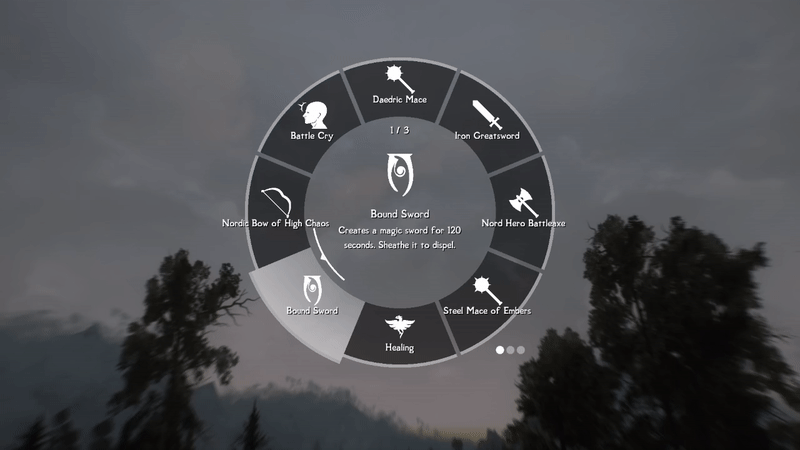 Daedric Mace
Battle Cry
1 / 3
Iron Greatsword
Nordic Bow of High Chaos
Bound Sword
Creates a magic sword for 120
seconds. Sheathe it to dispel.
Nord Hero Battleaxe
Bound Sword
Steel Mace of Embers
Healing